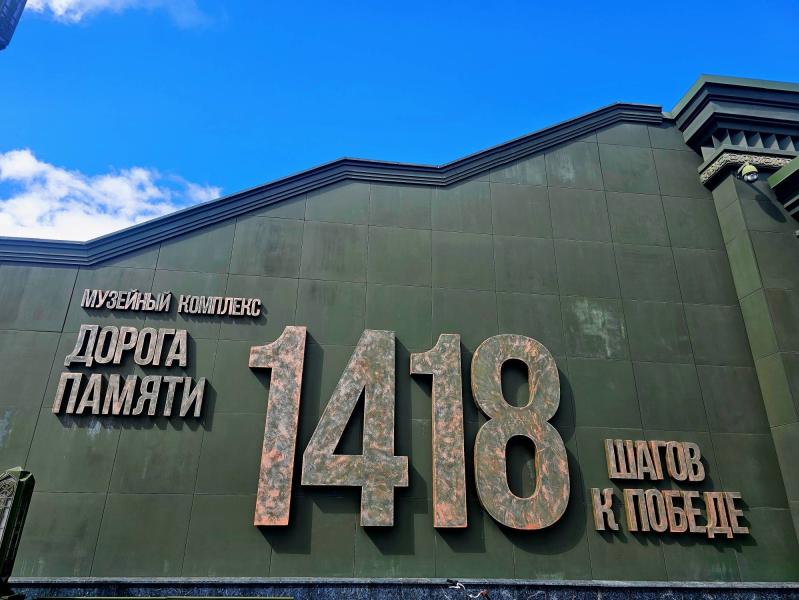 МУЗЕЙНЫЙ КОМПЛЕКС
ДОРОГА
ПАМЯТИ
1418
ШАГОВ
К ПОБЕДЕ